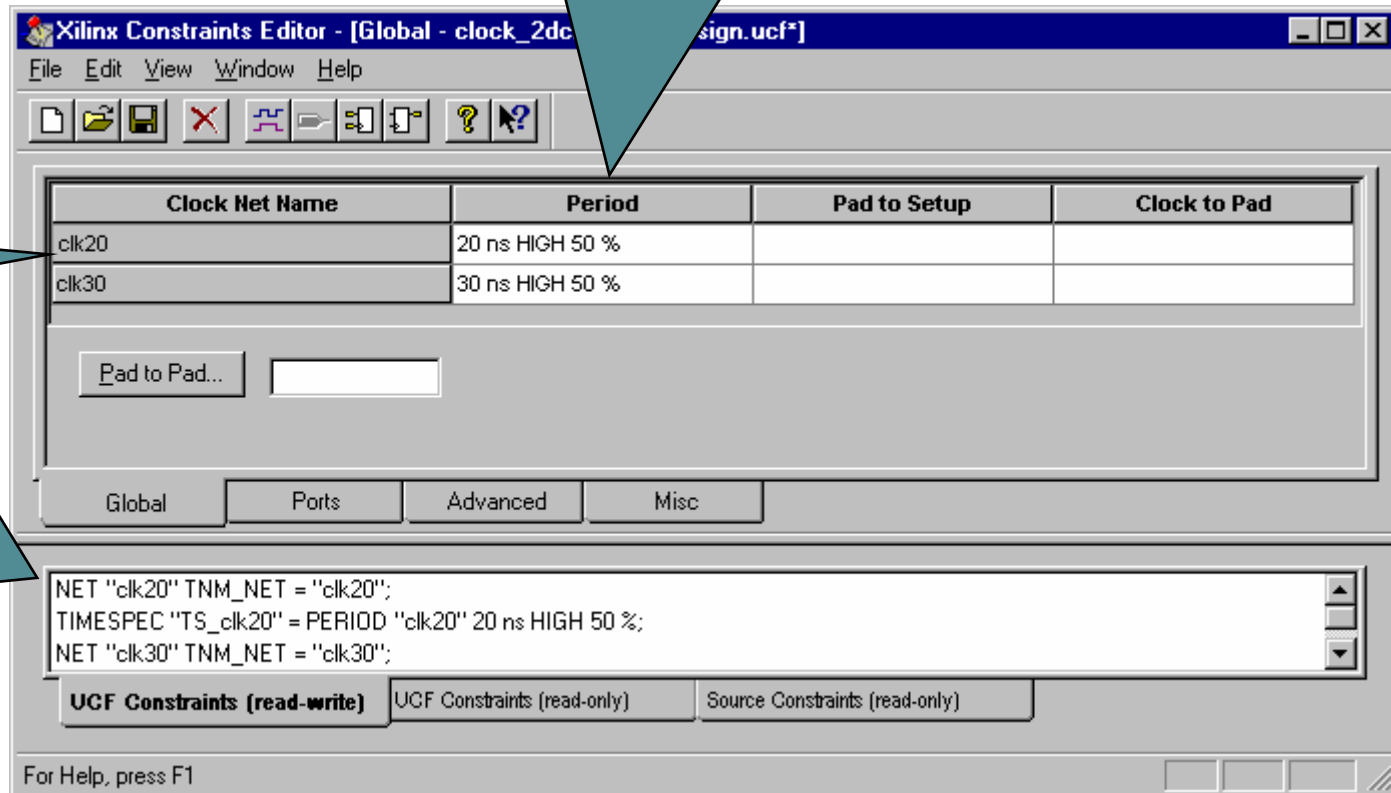 Xilinx Constraints Editor - [Global - clock_2dc sign.ucf*]
File Edit View Window Help
Clock Net Name Period Pad to Setup Clock to Pad
clk20 20 ns HIGH 50 %
clk30 30 ns HIGH 50 %
Pad to Pad...
Global Ports Advanced Misc
NET "clk20" TNM_NET = "clk20";
TIMESPEC "TS_clk20" = PERIOD "clk20" 20 ns HIGH 50 %;
NET "clk30" TNM_NET = "clk30";
UCF Constraints (read-write) UCF Constraints (read-only) Source Constraints (read-only)
For Help, press F1